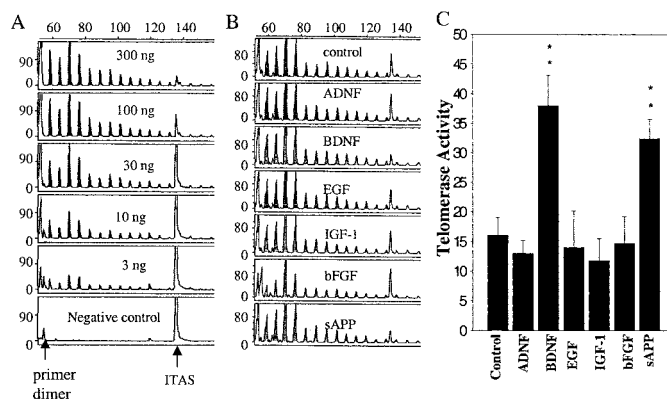 A
60 80 100 120 140
90
0
300 ng
90
0
100 ng
90
0
30 ng
90
0
10 ng
90
0
3 ng
90
0
Negative control
primer
dimer
ITAS
B
60 80 100 120 140
80
0
control
80
0
ADNF
80
0
BDNF
80
0
EGF
80
0
IGF-1
80
0
bFGF
80
0
sAPP
C
Telomerase Activity
50
45
40
35
30
25
20
15
10
5
0
* *
* *
Control
ADNF
BDNF
EGF
IGF-1
bFGF
sAPP